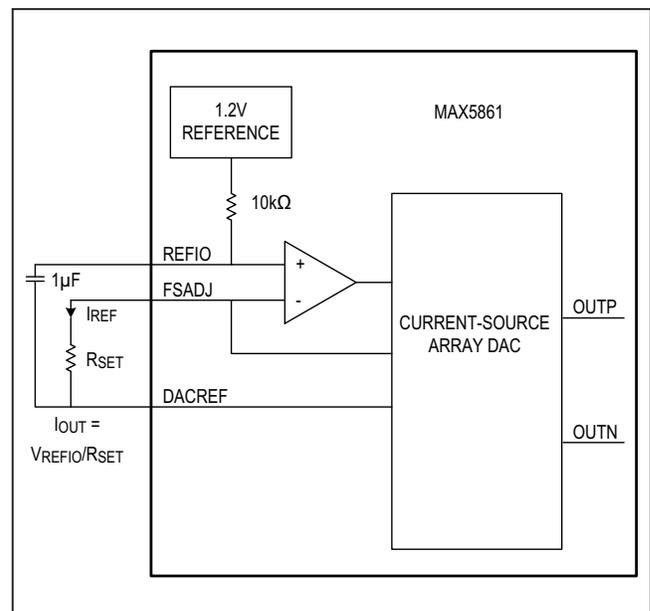 1.2V
REFERENCE
MAX5861
10kΩ
REFIO
+
1µF
FSADJ
-
IREF
CURRENT-SOURCE
ARRAY DAC
OUTP
RSET
DACREF
IOUT =
VREFIO/RSET
OUTN